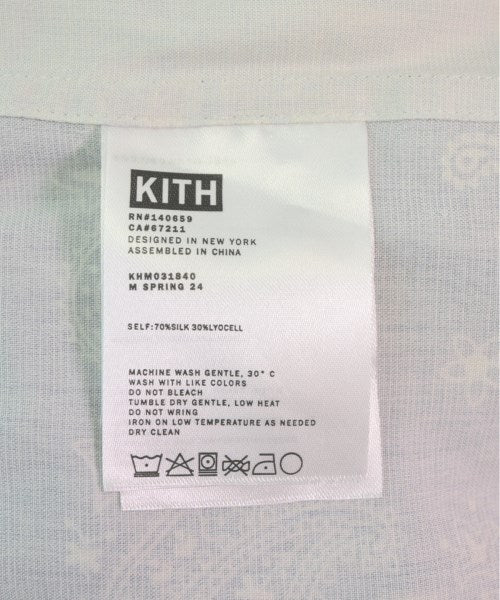 KITH
RN#140659
CA#67211
DESIGNED IN NEW YORK
ASSEMBLED IN CHINA
KHM031840
M SPRING 24
SELF:70%SILK 30%LYOCELL
MACHINE WASH GENTLE, 30° C
WASH WITH LIKE COLORS
DO NOT BLEACH
TUMBLE DRY GENTLE, LOW HEAT
DO NOT WRING
IRON ON LOW TEMPERATURE AS NEEDED
DRY CLEAN